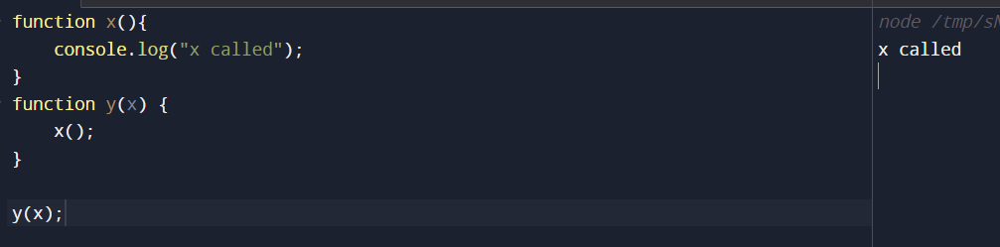 function x(){
    console.log("x called");
}
function y(x) {
    x();
}
y(x);
node /tmp/s
x called